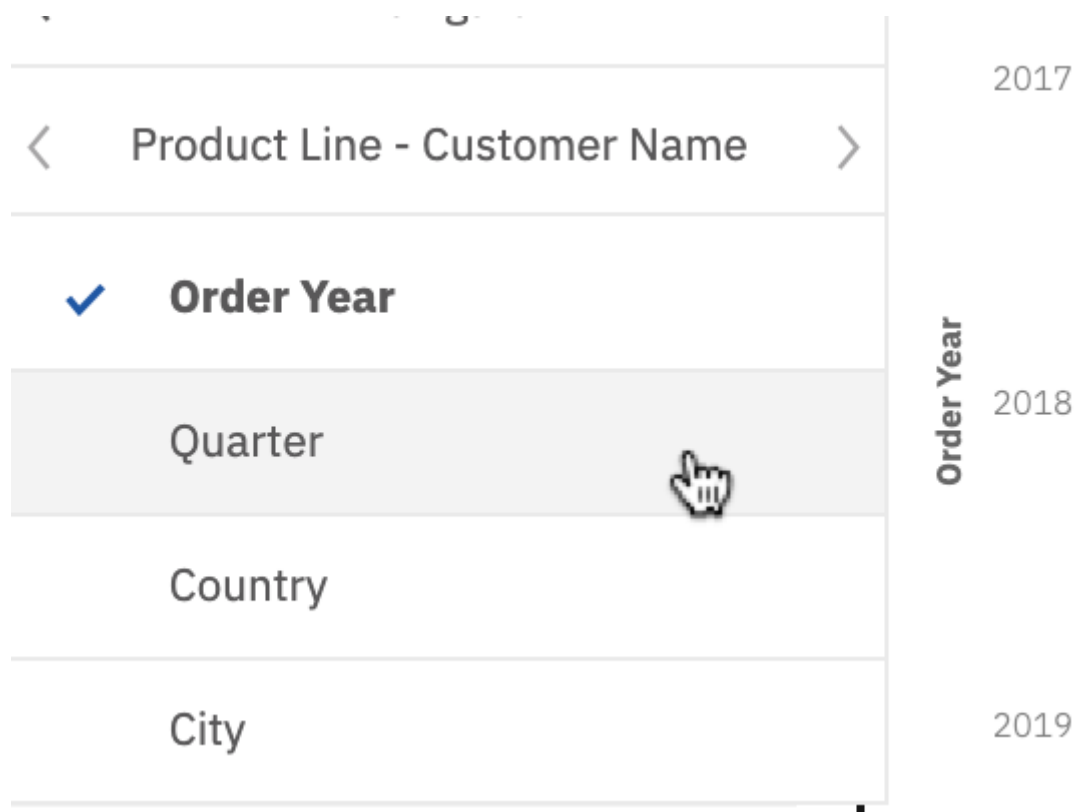 Product Line - Customer Name
Order Year
Quarter
Country
City
Order Year
2017
2018
2019